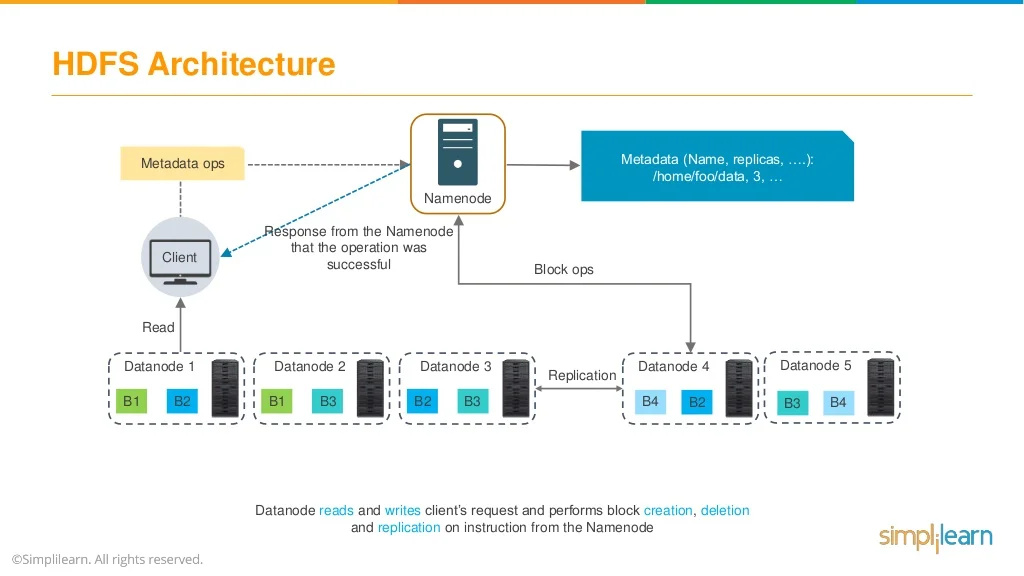 HDFS Architecture
Metadata ops
Namenode
Metadata (Name, replicas, ….):
/home/foo/data, 3, …
Client
Response from the Namenode
that the operation was
successful
Block ops
Read
Datanode 1
B1
B2
Datanode 2
B1
B3
Datanode 3
B2
B3
Replication
Datanode 4
B4
B2
Datanode 5
B3
B4
Datanode reads and writes client’s request and performs block creation, deletion
and replication on instruction from the Namenode
©Simplilearn. All rights reserved.
simplilearn